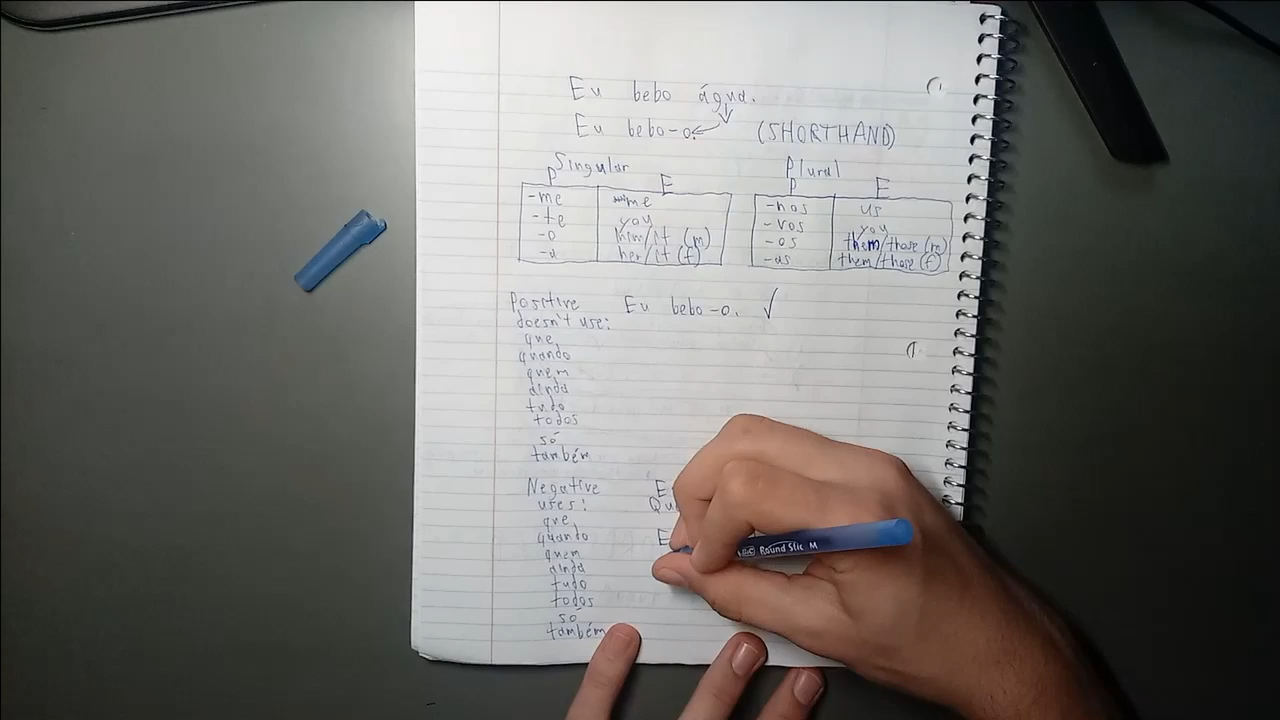 Eu bebo água.
Eu bebo-o. (SHORTHAND)
Singular Plural
P E P E
-me me -nos us
-te you -vos you
-o him/it (m) -os them/those (m)
-a her/it (f) -as them/those (f)
Positive Eu bebo-o. ✓
doesn't use:
que
quando
quem
ainda
tudo
todos
só
também
Negative E
uses: Qu
que
quando E
quem
ainda
tudo
todos
só
também
BIC Round Stic M